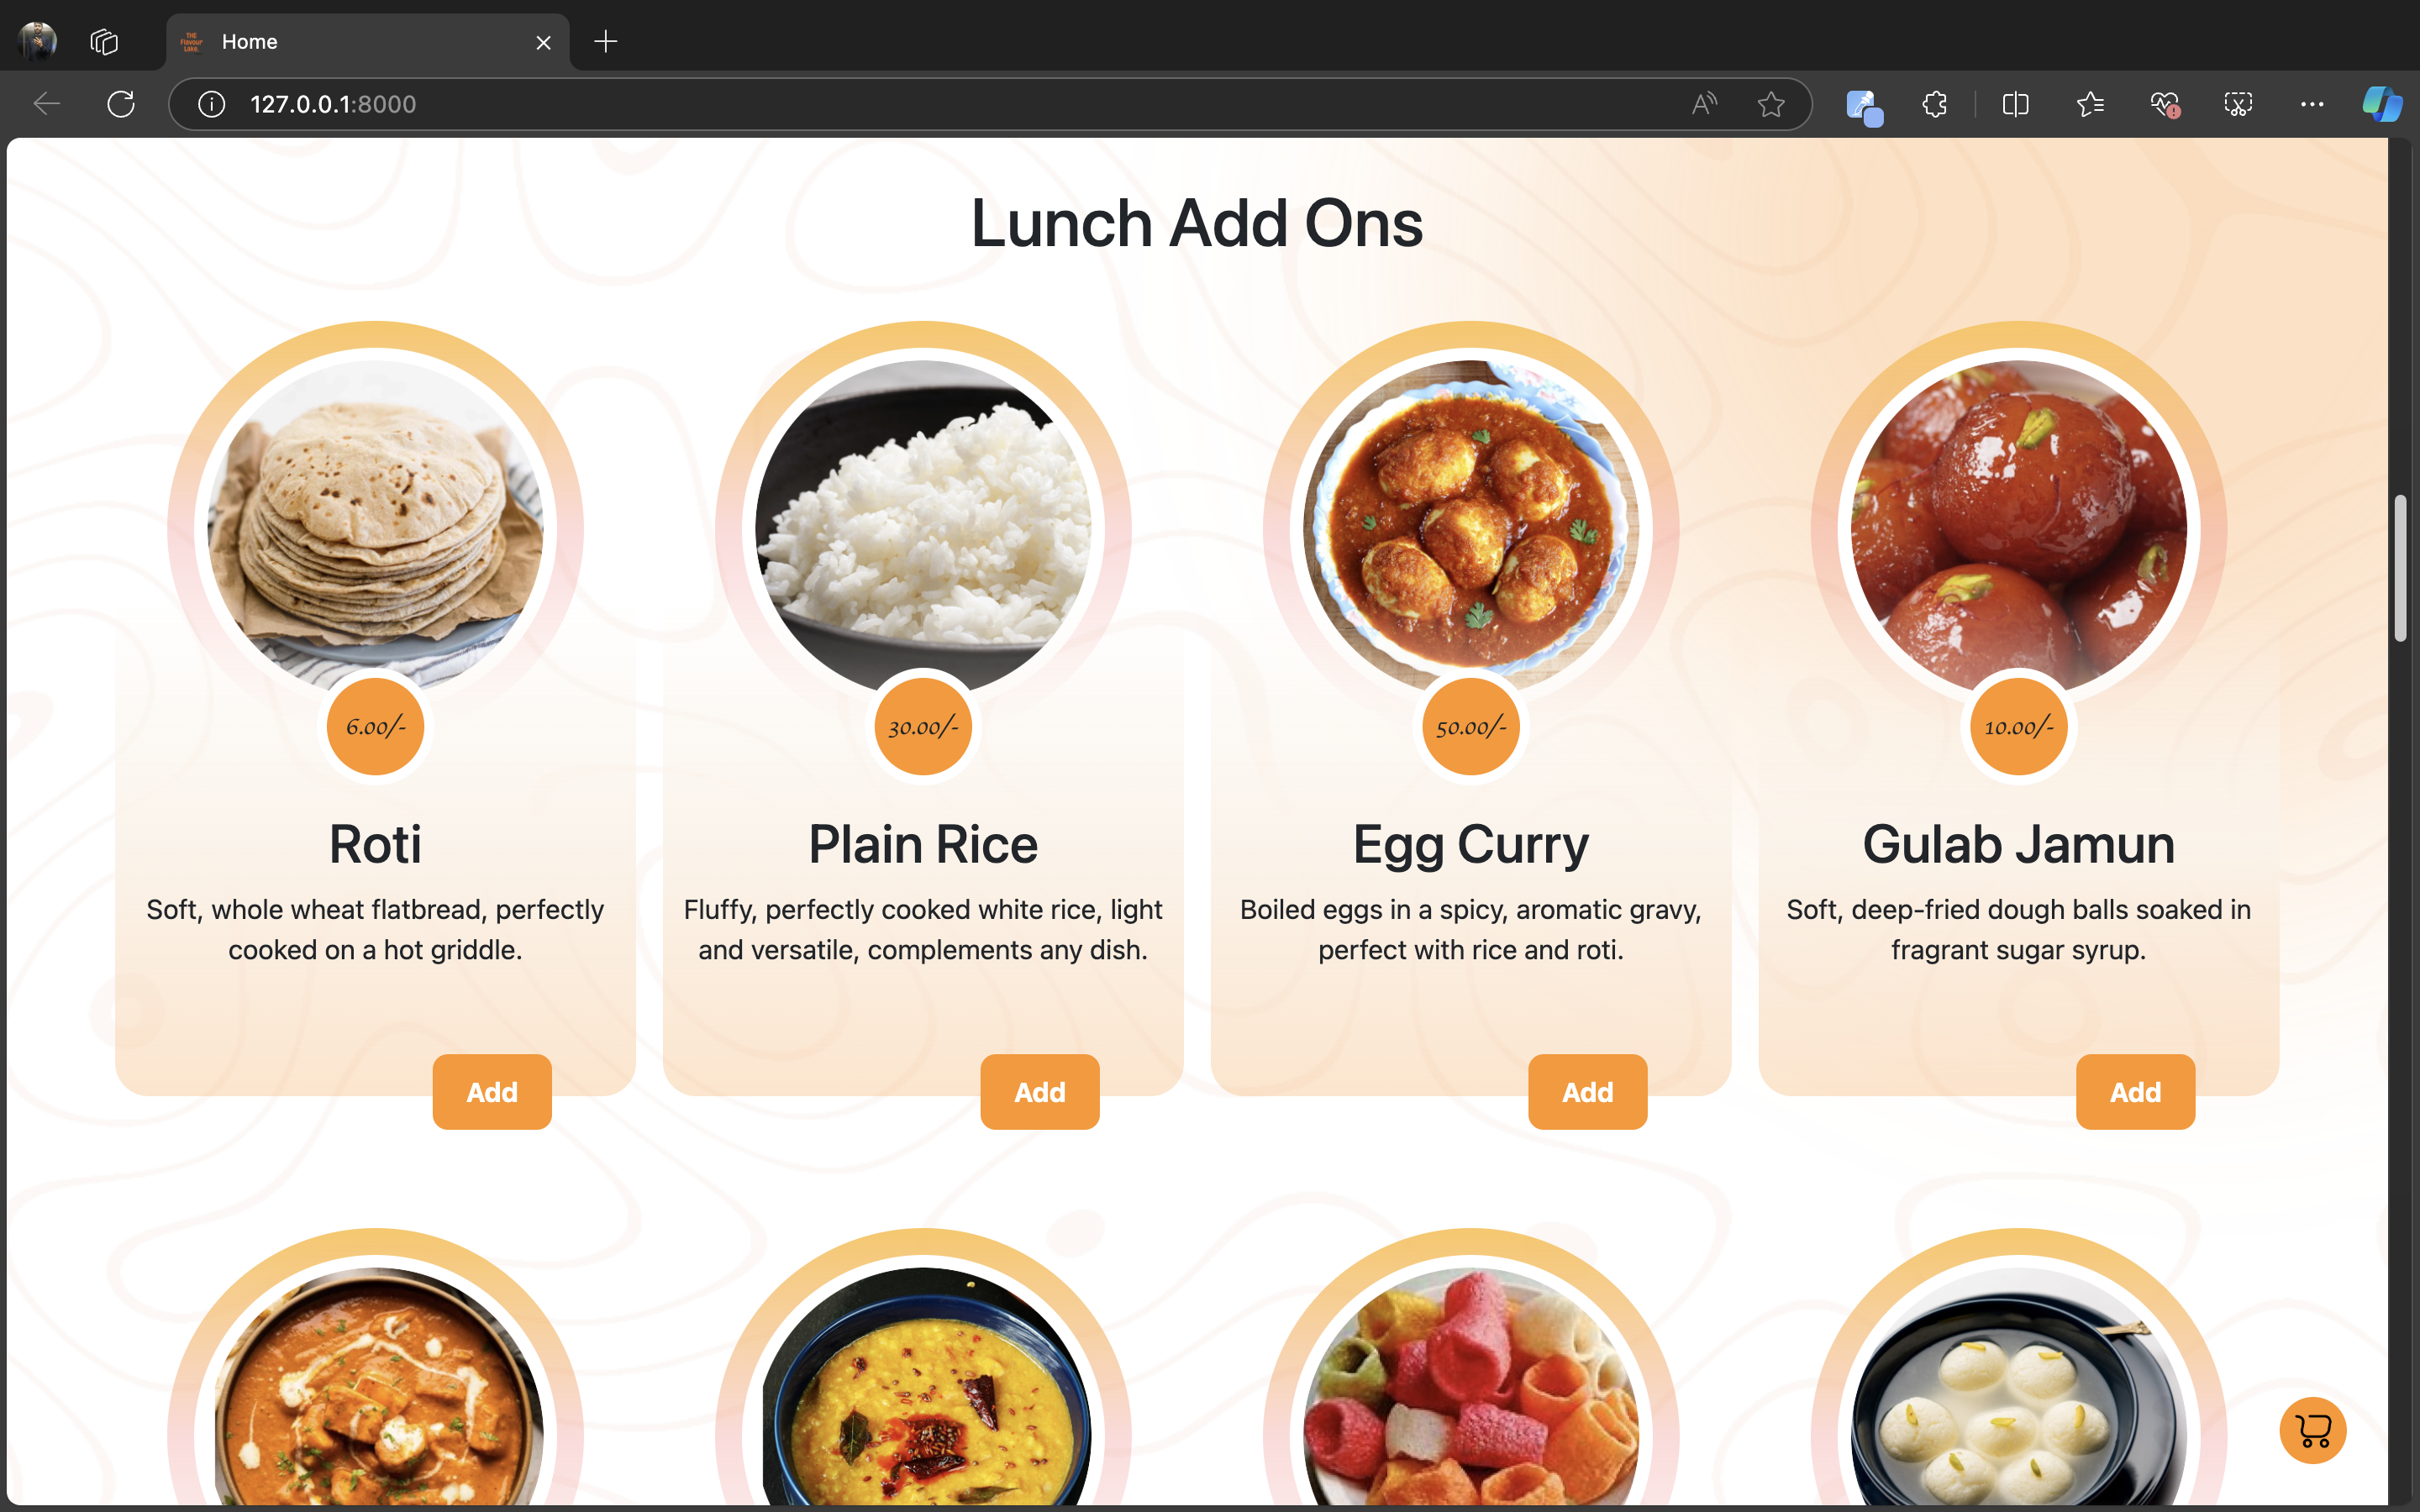 THE
Flavour
Lake.
Home
127.0.0.1:8000
Lunch Add Ons
6.00/-
30.00/-
50.00/-
10.00/-
Roti
Plain Rice
Egg Curry
Gulab Jamun
Soft, whole wheat flatbread, perfectly
cooked on a hot griddle.
Fluffy, perfectly cooked white rice, light
and versatile, complements any dish.
Boiled eggs in a spicy, aromatic gravy,
perfect with rice and roti.
Soft, deep-fried dough balls soaked in
fragrant sugar syrup.
Add
Add
Add
Add